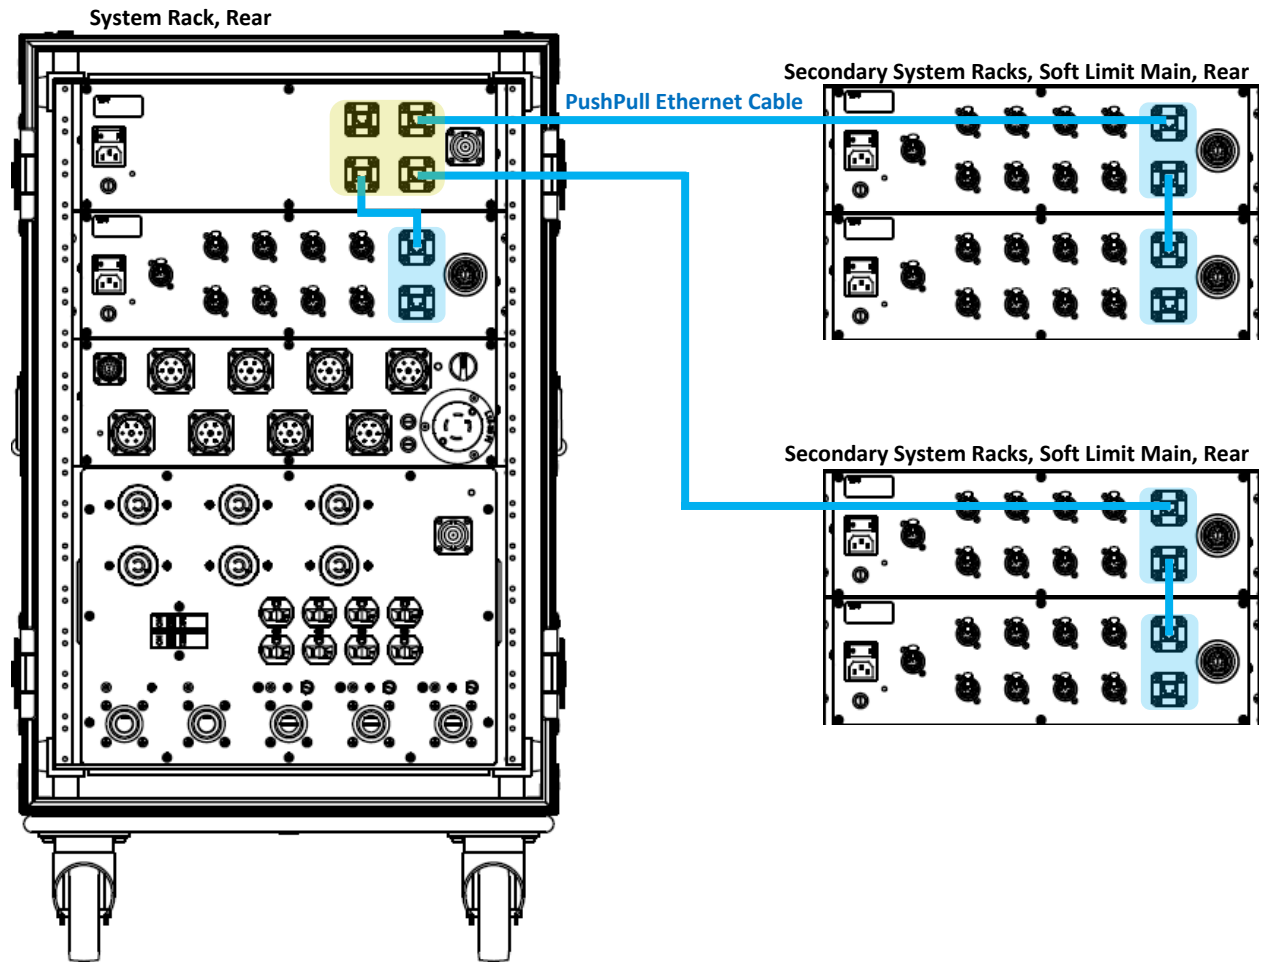 System Rack, Rear
Secondary System Racks, Soft Limit Main, Rear
PushPull Ethernet Cable
Secondary System Racks, Soft Limit Main, Rear